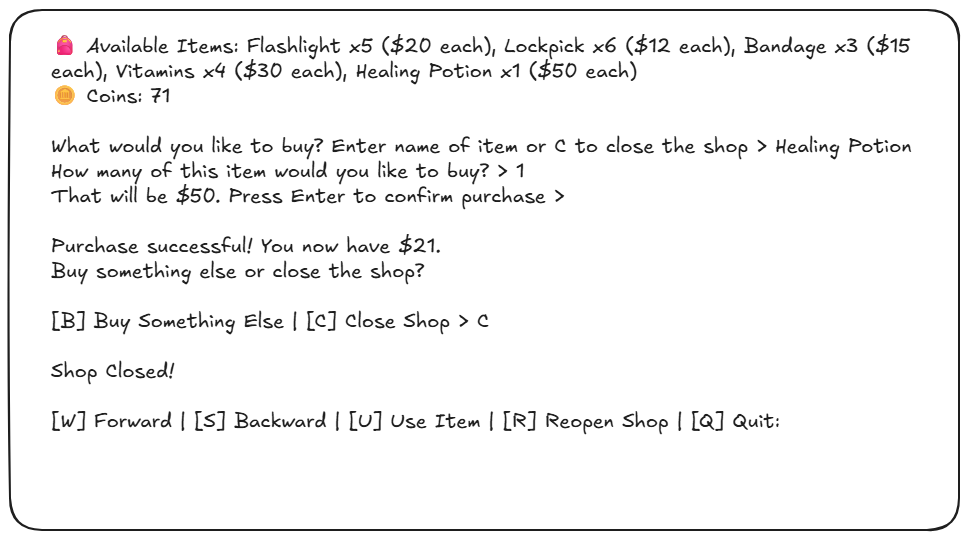 🎒 Available Items: Flashlight x5 ($20 each), Lockpick x6 ($12 each), Bandage x3 ($15
each), Vitamins x4 ($30 each), Healing Potion x1 ($50 each)
🪙 Coins: 71
What would you like to buy? Enter name of item or C to close the shop > Healing Potion
How many of this item would you like to buy? > 1
That will be $50. Press Enter to confirm purchase >
Purchase successful! You now have $21.
Buy something else or close the shop?
[B] Buy Something Else | [C] Close Shop > C
Shop Closed!
[W] Forward | [S] Backward | [U] Use Item | [R] Reopen Shop | [Q] Quit: